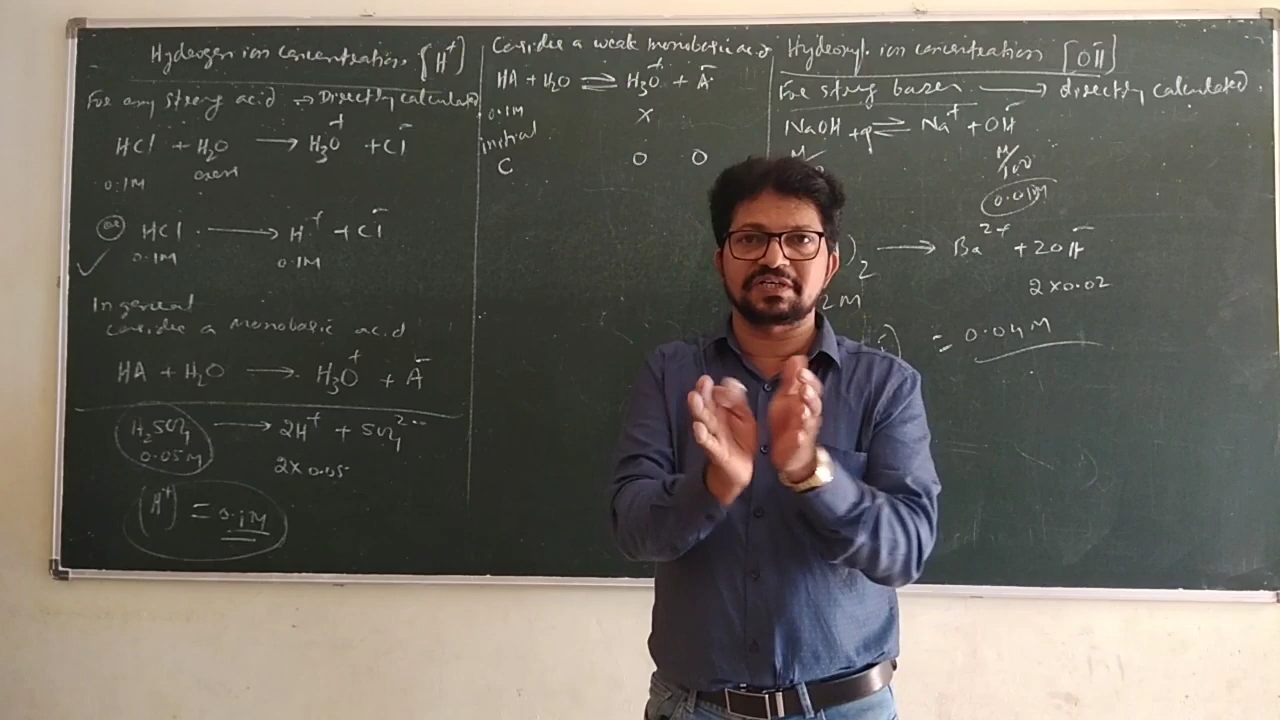 Hydrogen ion concentration. [H⁺]
For any strong acid → Directly calculated
HCl + H₂O → H₃O⁺ + Cl⁻
0.1M
(or) HCl → H⁺ + Cl⁻
0.1M 0.1M
In general
consider a monobasic acid
HA + H₂O → H₃O⁺ + A⁻
H₂SO₄ → 2H⁺ + SO₄²⁻
0.05M 2×0.05
(H⁺) = 0.1M
Consider a weak monobasic acid
HA + H₂O ⇌ H₃O⁺ + A⁻
0.1M X
initial
C 0 0
Hydroxyl ion concentration [OH⁻]
For strong bases → directly calculated.
NaOH ⇌ Na⁺ + OH⁻
M/ M/100
0.01M
)₂ → Ba²⁺ + 2OH⁻
2M 2×0.02
) = 0.04M